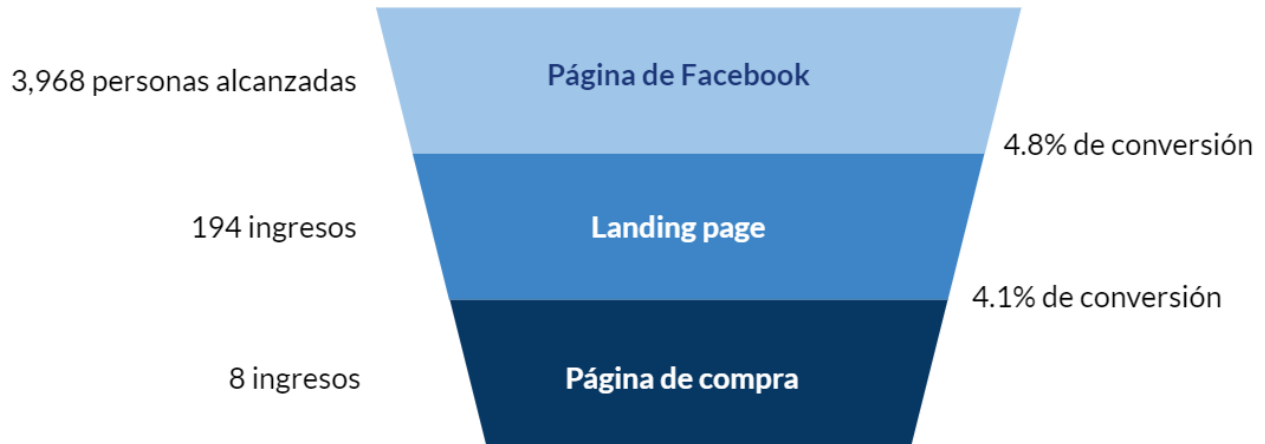 Página de Facebook
3,968 personas alcanzadas
4.8% de conversión
Landing page
194 ingresos
4.1% de conversión
Página de compra
8 ingresos